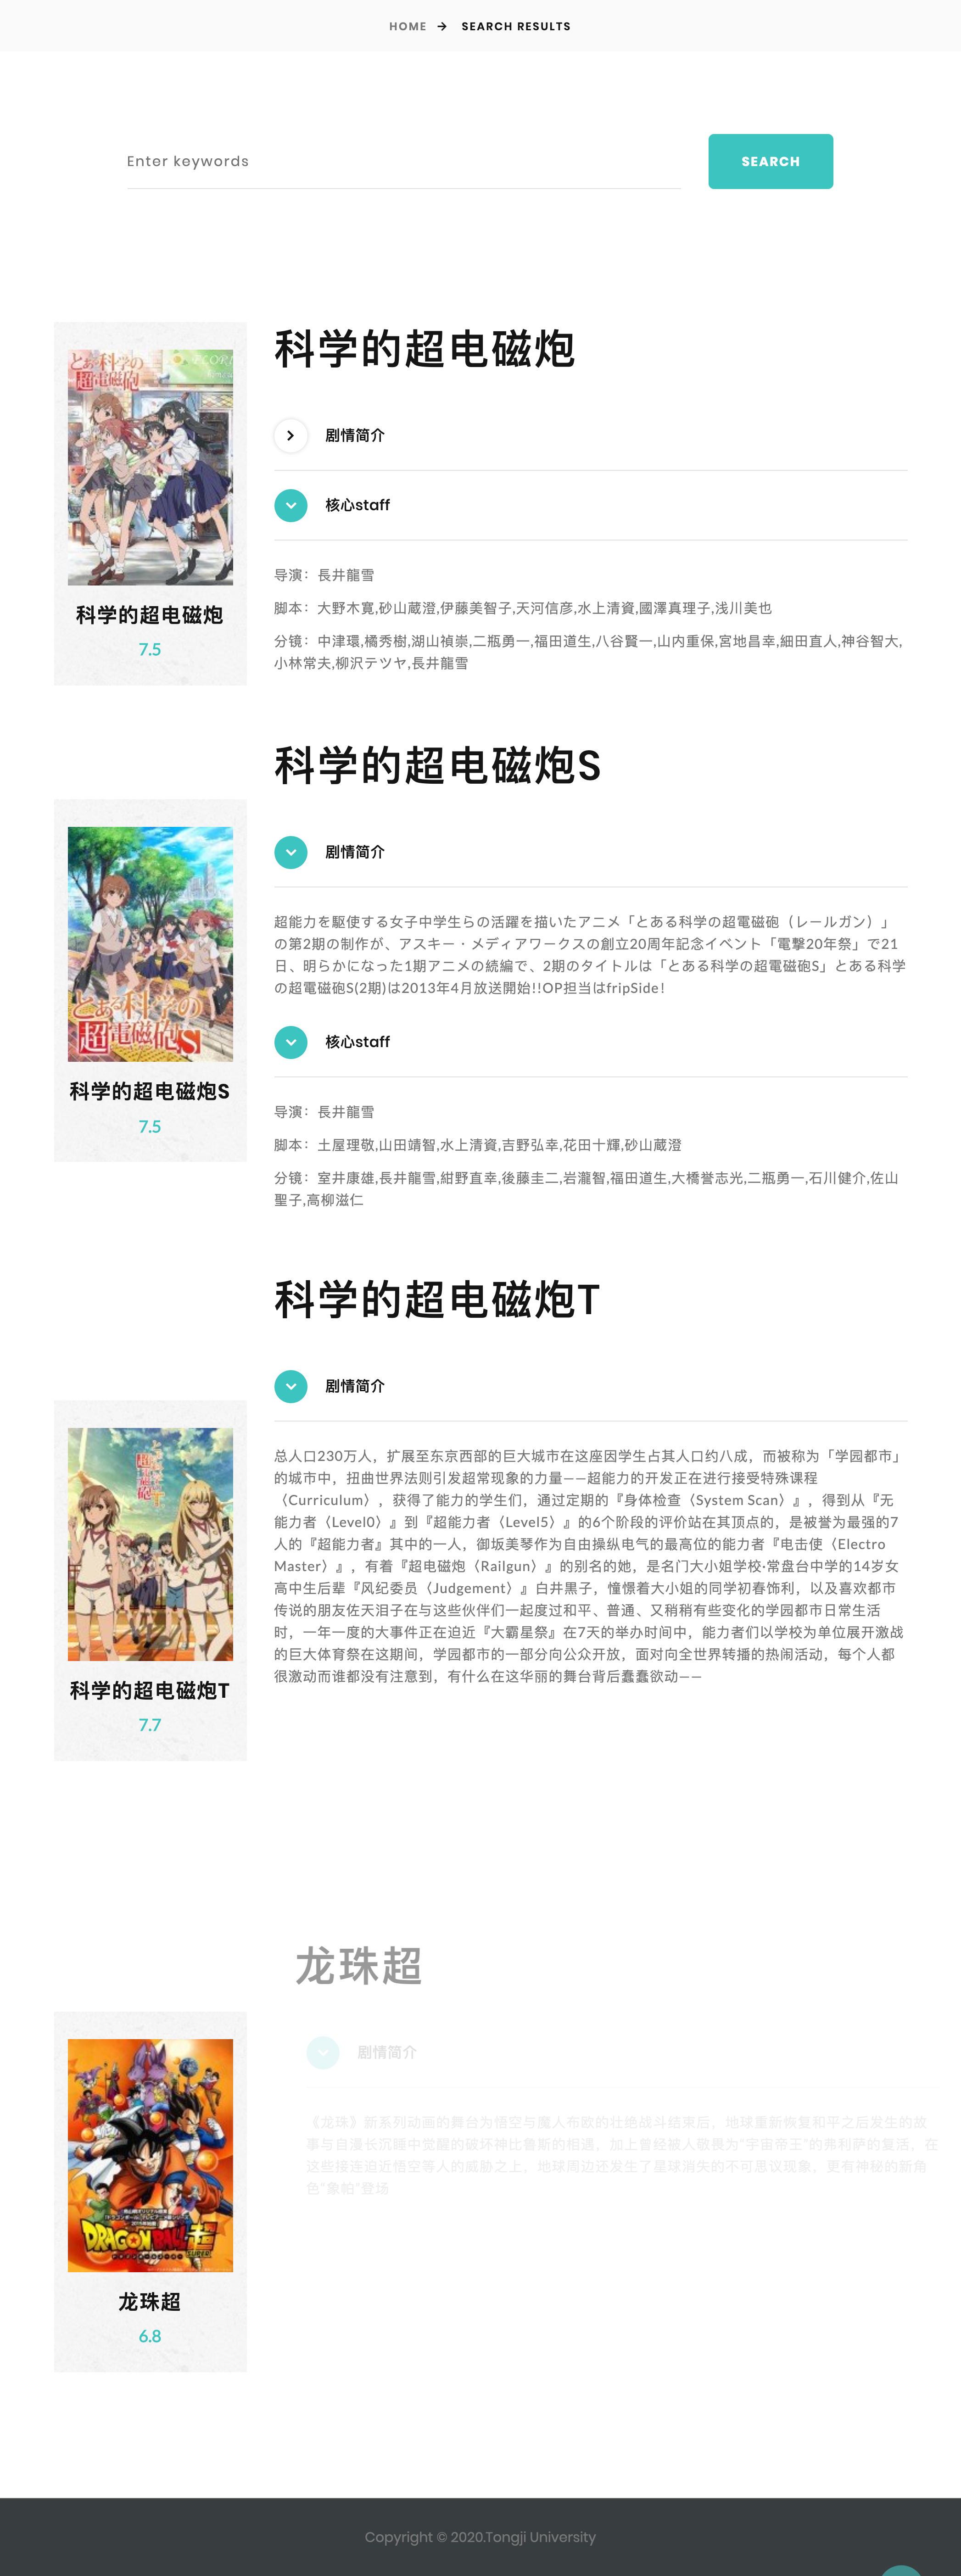 HOME → SEARCH RESULTS
Enter keywords
SEARCH
とある科学の
超電磁砲
科学的超电磁炮
7.5
科学的超电磁炮
剧情简介
核心staff
导演：長井龍雪
脚本：大野木寛,砂山蔵澄,伊藤美智子,天河信彦,水上清資,國澤真理子,浅川美也
分镜：中津環,橘秀樹,湖山禎崇,二瓶勇一,福田道生,八谷賢一,山内重保,宮地昌幸,細田直人,神谷智大,
小林常夫,柳沢テツヤ,長井龍雪
とある科学の
超電磁砲S
科学的超电磁炮S
7.5
科学的超电磁炮S
剧情简介
超能力を駆使する女子中学生らの活躍を描いたアニメ「とある科学の超電磁砲（レールガン）」
の第2期の制作が、アスキー・メディアワークスの創立20周年記念イベント「電撃20年祭」で21
日、明らかになった1期アニメの続編で、2期のタイトルは「とある科学の超電磁砲S」とある科学
の超電磁砲S(2期)は2013年4月放送開始!!OP担当はfripSide！
核心staff
导演：長井龍雪
脚本：土屋理敬,山田靖智,水上清資,吉野弘幸,花田十輝,砂山蔵澄
分镜：室井康雄,長井龍雪,紺野直幸,後藤圭二,岩瀧智,福田道生,大橋誉志光,二瓶勇一,石川健介,佐山
聖子,高柳滋仁
科学的超电磁炮T
7.7
科学的超电磁炮T
剧情简介
总人口230万人，扩展至东京西部的巨大城市在这座因学生占其人口约八成，而被称为「学园都市」
的城市中，扭曲世界法则引发超常现象的力量——超能力的开发正在进行接受特殊课程
〈Curriculum〉，获得了能力的学生们，通过定期的『身体检查〈System Scan〉』，得到从『无
能力者〈Level0〉』到『超能力者〈Level5〉』的6个阶段的评价站在其顶点的，是被誉为最强的7
人的『超能力者』其中的一人，御坂美琴作为自由操纵电气的最高位的能力者『电击使〈Electro
Master〉』，有着『超电磁炮〈Railgun〉』的别名的她，是名门大小姐学校·常盘台中学的14岁女
高中生后辈『风纪委员〈Judgement〉』白井黒子，憧憬着大小姐的同学初春饰利，以及喜欢都市
传说的朋友佐天泪子在与这些伙伴们一起度过和平、普通、又稍稍有些变化的学园都市日常生活
时，一年一度的大事件正在迫近『大霸星祭』在7天的举办时间中，能力者们以学校为单位展开激战
的巨大体育祭在这期间，学园都市的一部分向公众开放，面对向全世界转播的热闹活动，每个人都
很激动而谁都没有注意到，有什么在这华丽的舞台背后蠢蠢欲动——
DRAGON BALL超
SUPER
龙珠超
6.8
龙珠超
剧情简介
《龙珠》新系列动画的舞台为悟空与魔人布欧的壮绝战斗结束后，地球重新恢复和平之后发生的故
事与自漫长沉睡中觉醒的破坏神比鲁斯的相遇，加上曾经被人敬畏为"宇宙帝王"的弗利萨的复活，在
这些接连迫近悟空等人的威胁之上，地球周边还发生了星球消失的不可思议现象，更有神秘的新角
色"象帕"登场
Copyright © 2020.Tongji University